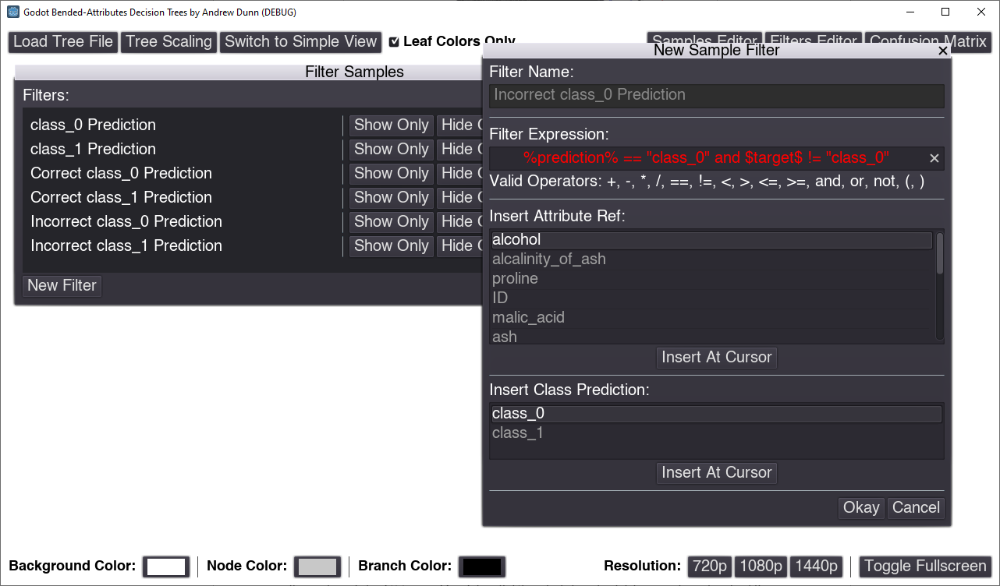 Godot Bended-Attributes Decision Trees by Andrew Dunn (DEBUG)
Load Tree File Tree Scaling Switch to Simple View Leaf Colors Only Samples Editor Filters Editor Confusion Matrix
Filter Samples
Filters:
class_0 Prediction Show Only Hide
class_1 Prediction Show Only Hide
Correct class_0 Prediction Show Only Hide
Correct class_1 Prediction Show Only Hide
Incorrect class_0 Prediction Show Only Hide
Incorrect class_1 Prediction Show Only Hide
New Filter
New Sample Filter
Filter Name:
Incorrect class_0 Prediction
Filter Expression:
%prediction% == "class_0" and $target$ != "class_0"
Valid Operators: +, -, *, /, ==, !=, <, >, <=, >=, and, or, not, (, )
Insert Attribute Ref:
alcohol
alcalinity_of_ash
proline
ID
malic_acid
ash
Insert At Cursor
Insert Class Prediction:
class_0
class_1
Insert At Cursor
Okay Cancel
Background Color: Node Color: Branch Color: Resolution: 720p 1080p 1440p Toggle Fullscreen